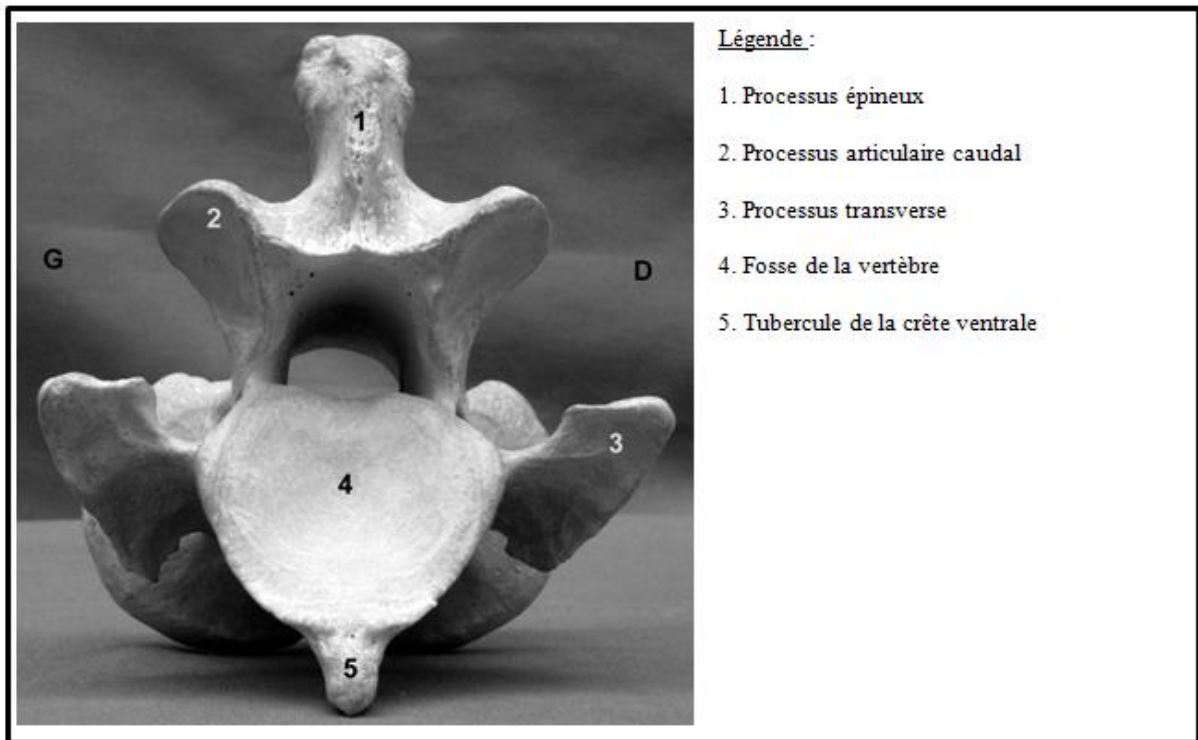 1
2
G
D
3
4
5
Légende :
1. Processus épineux
2. Processus articulaire caudal
3. Processus transverse
4. Fosse de la vertèbre
5. Tubercule de la crête ventrale